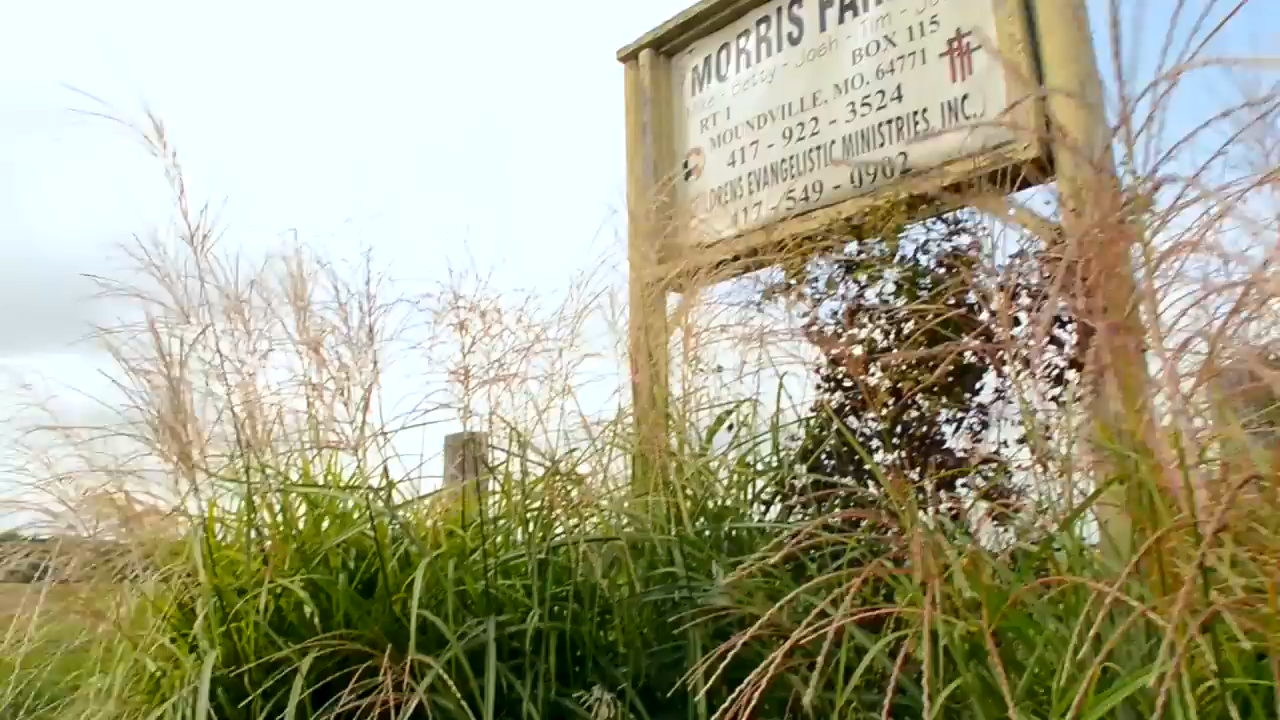 MORRIS
Betty - Josh - Tim -
RT 1 BOX 115
MOUNDVILLE, MO. 64771
417 - 922 - 3524
DRENS EVANGELISTIC MINISTRIES, INC.
417 - 549 - 0902